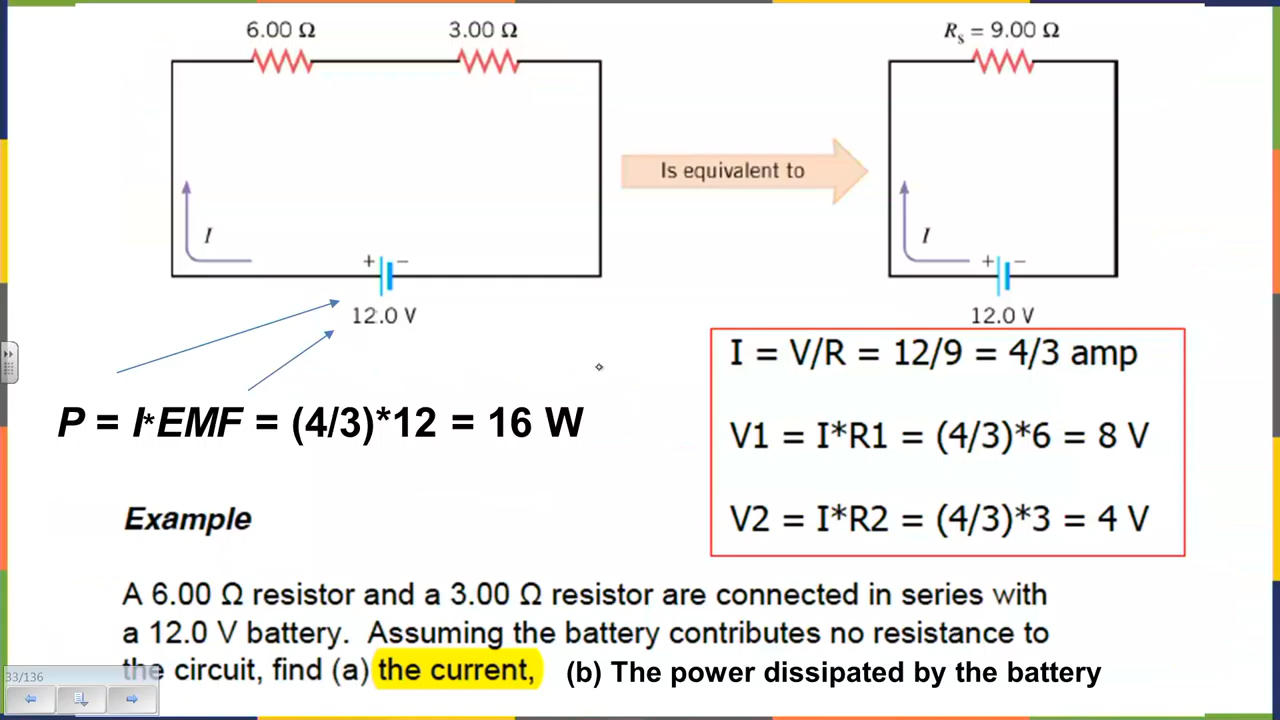 6.00 Ω
3.00 Ω
Rs = 9.00 Ω
Is equivalent to
I
I
+ −
+ −
12.0 V
12.0 V
I = V/R = 12/9 = 4/3 amp
P = I*EMF = (4/3)*12 = 16 W
V1 = I*R1 = (4/3)*6 = 8 V
V2 = I*R2 = (4/3)*3 = 4 V
Example
A 6.00 Ω resistor and a 3.00 Ω resistor are connected in series with
a 12.0 V battery. Assuming the battery contributes no resistance to
the circuit, find (a) the current, (b) The power dissipated by the battery
33/136